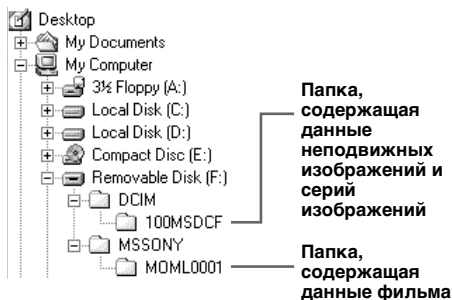 Desktop
My Documents
My Computer
3½ Floppy (A:)
Local Disk (C:)
Local Disk (D:)
Compact Disc (E:)
Removable Disk (F:)
DCIM
100MSDCF
MSSONY
MOML0001
Папка,
содержащая
данные
неподвижных
изображений и
серий
изображений
Папка,
содержащая
данные фильма